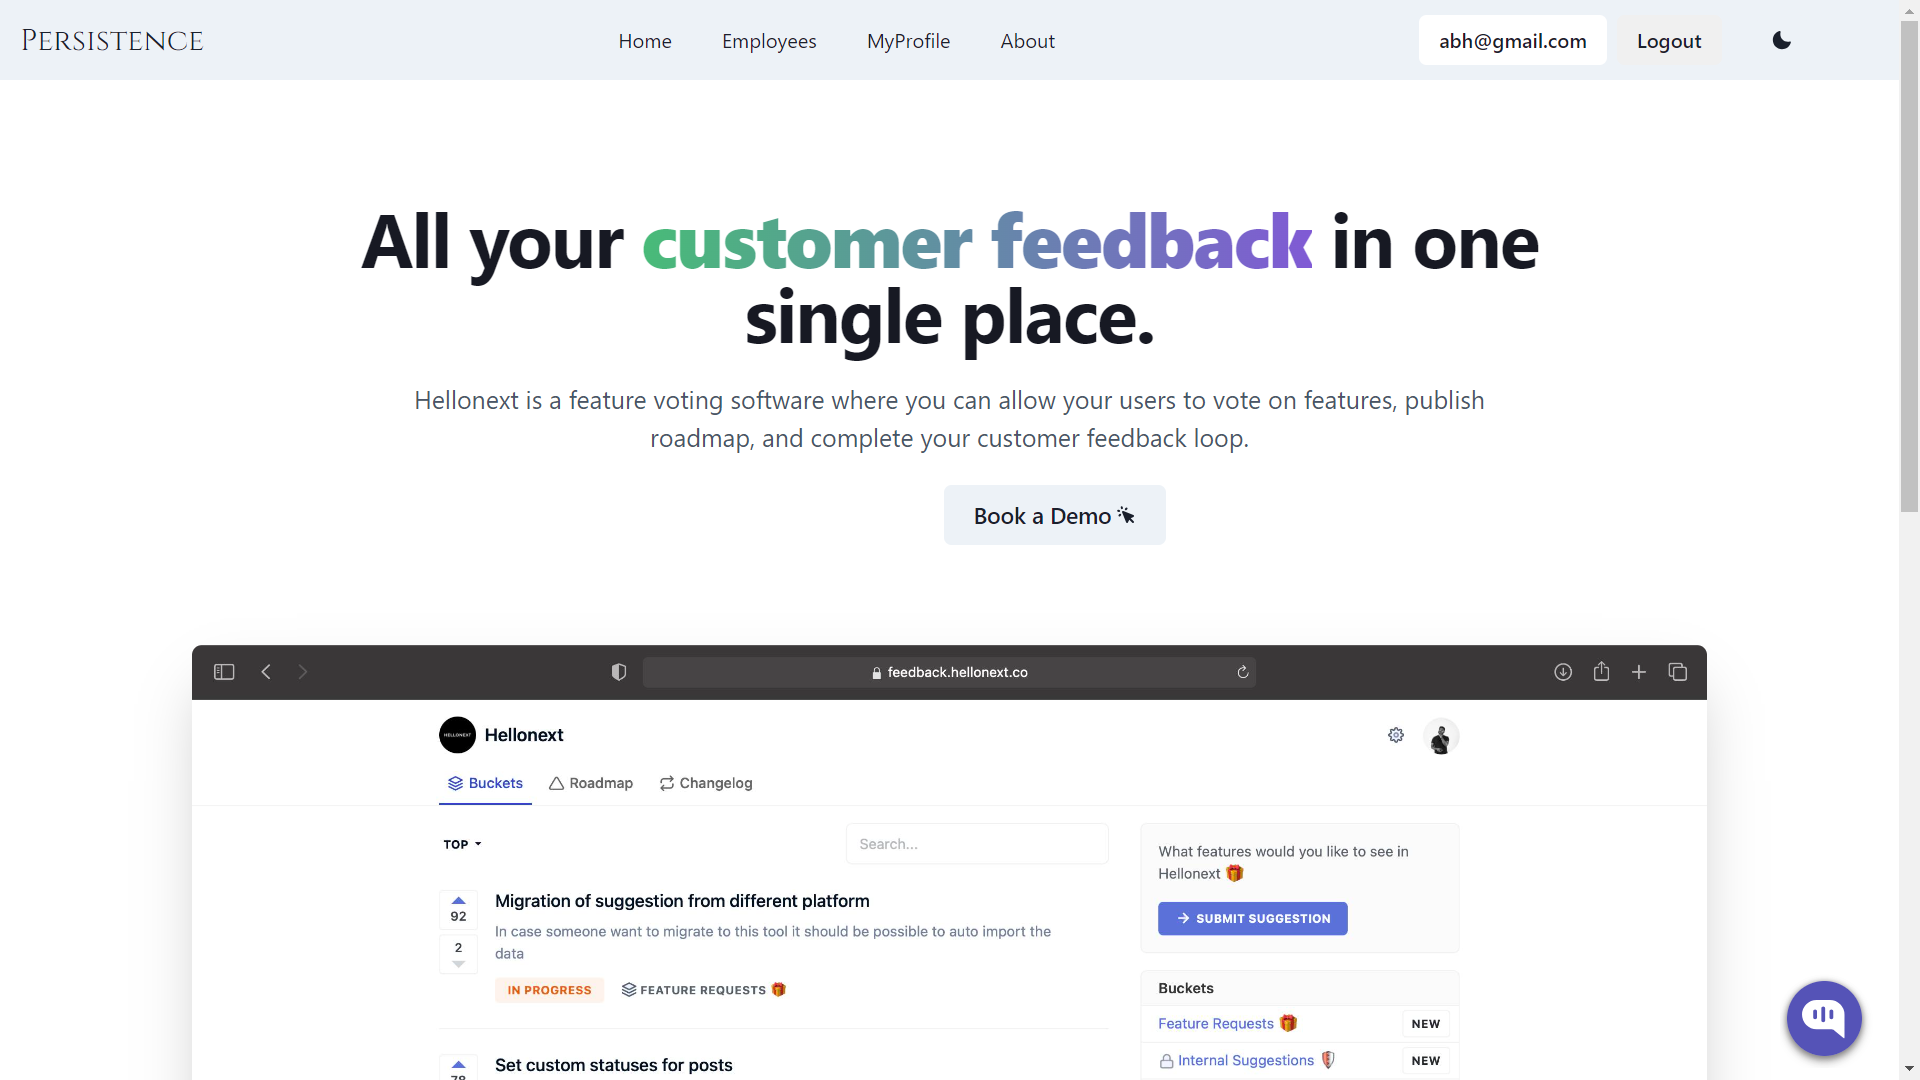 PERSISTENCE
Home Employees MyProfile About
abh@gmail.com Logout
All your customer feedback in one
single place.
Hellonext is a feature voting software where you can allow your users to vote on features, publish
roadmap, and complete your customer feedback loop.
Book a Demo
feedback.hellonext.co
HELLONEXT Hellonext
Buckets Roadmap Changelog
TOP Search...
What features would you like to see in
Hellonext
SUBMIT SUGGESTION
92
2
Migration of suggestion from different platform
In case someone want to migrate to this tool it should be possible to auto import the
data
IN PROGRESS FEATURE REQUESTS
Buckets
Feature Requests NEW
Internal Suggestions NEW
Set custom statuses for posts
78